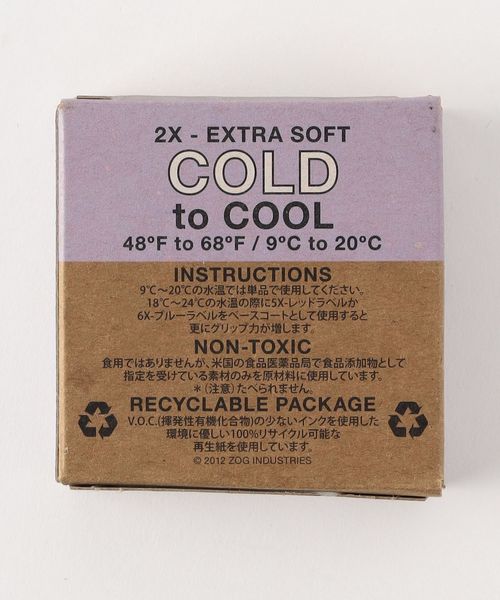 2X - EXTRA SOFT
COLD
to COOL
48ºF to 68ºF / 9ºC to 20ºC
INSTRUCTIONS
9℃〜20℃の水温では単品で使用してください。
18℃〜24℃の水温の際に5X-レッドラベルか
6X-ブルーラベルをベースコートとして使用すると
更にグリップ力が増します。
NON-TOXIC
食用ではありませんが、米国の食品医薬品局で食品添加物として
指定を受けている素材のみを原材料に使用しています。
＊（注意）たべられません。
RECYCLABLE PACKAGE
V.O.C.(揮発性有機化合物)の少ないインクを使用した
環境に優しい100%リサイクル可能な
再生紙を使用しています。
© 2012 ZOG INDUSTRIES